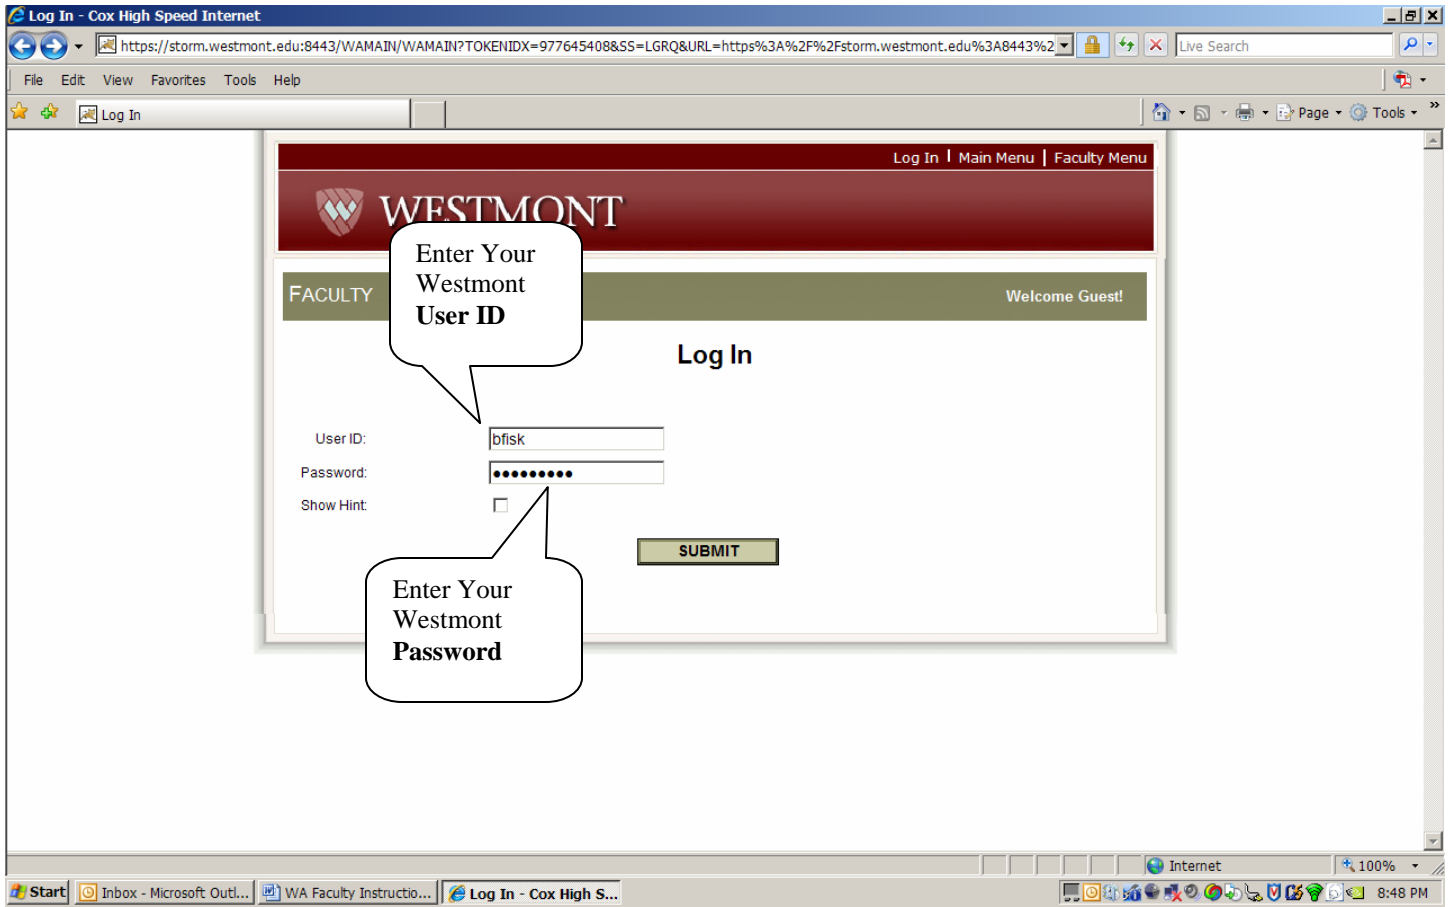 Log In - Cox High Speed Internet
https://storm.westmont.edu:8443/WAMAIN/WAMAIN?TOKENIDX=977645408&SS=LGRQ&URL=https%3A%2F%2Fstorm.westmont.edu%3A8443%2
Live Search
File Edit View Favorites Tools Help
Log In
Page Tools
Log In | Main Menu | Faculty Menu
WESTMONT
Enter Your
Westmont
User ID
FACULTY
Welcome Guest!
Log In
User ID: bfisk
Password: •••••••••
Show Hint:
SUBMIT
Enter Your
Westmont
Password
Internet 100%
Start Inbox - Microsoft Outl... WA Faculty Instructio... Log In - Cox High S... 8:48 PM